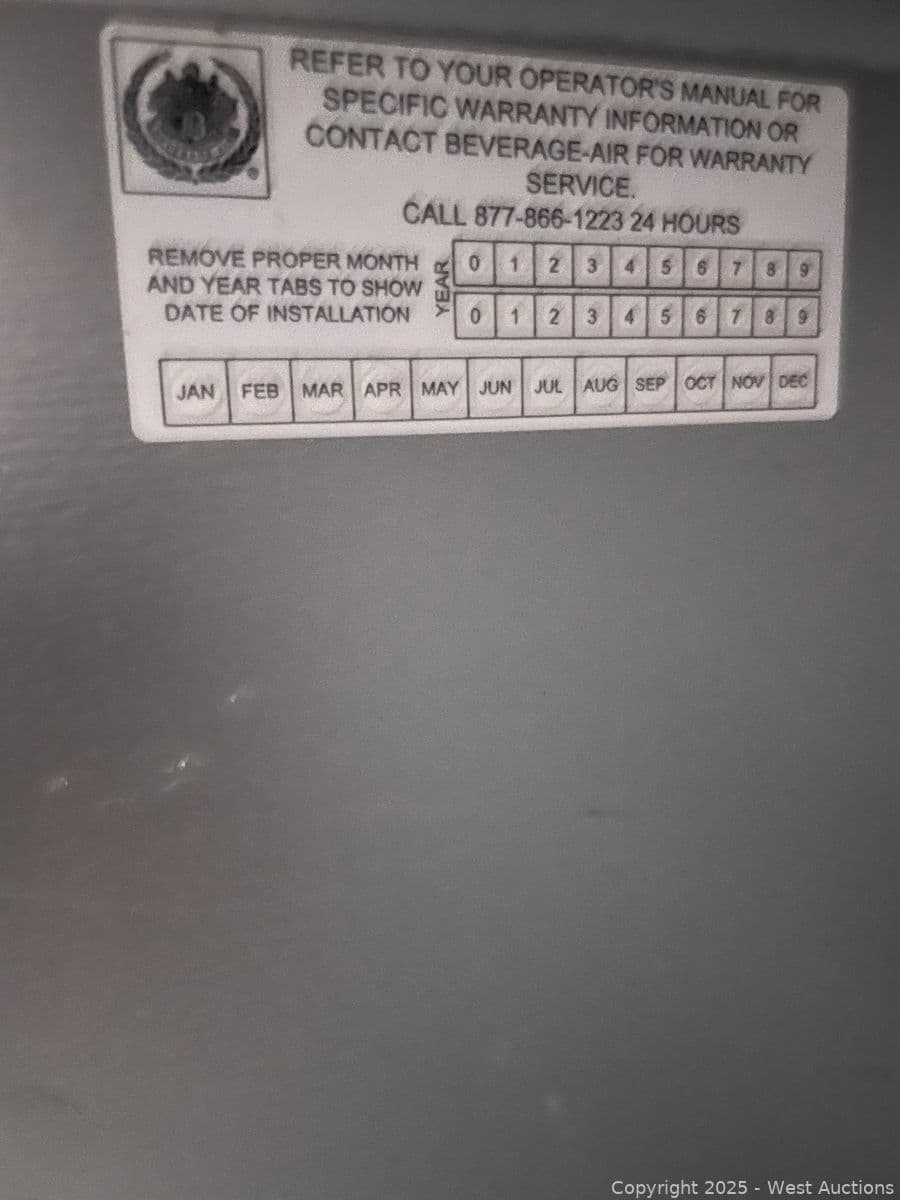 REFER TO YOUR OPERATOR'S MANUAL FOR
SPECIFIC WARRANTY INFORMATION OR
CONTACT BEVERAGE-AIR FOR WARRANTY
SERVICE.
CALL 877-866-1223 24 HOURS
REMOVE PROPER MONTH
AND YEAR TABS TO SHOW
DATE OF INSTALLATION
YEAR
0 1 2 3 4 5 6 7 8 9
0 1 2 3 4 5 6 7 8 9
JAN FEB MAR APR MAY JUN JUL AUG SEP OCT NOV DEC
B
®
Copyright 2025 - West Auctions